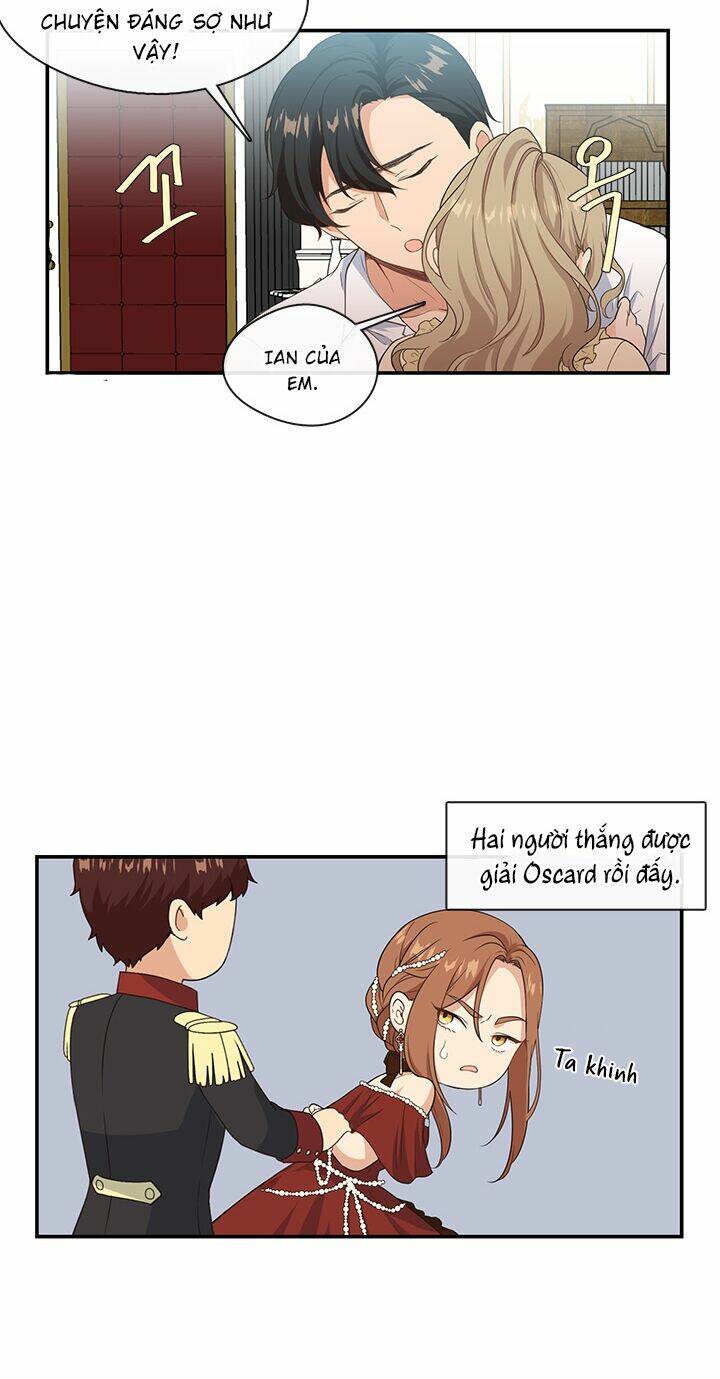 CHUYỆN ĐÁNG SỢ NHƯ
VẬY!
꼬
옥
IAN CỦA
EM.
Hai người thắng được
giải Oscard rồi đấy.
Ta khinh